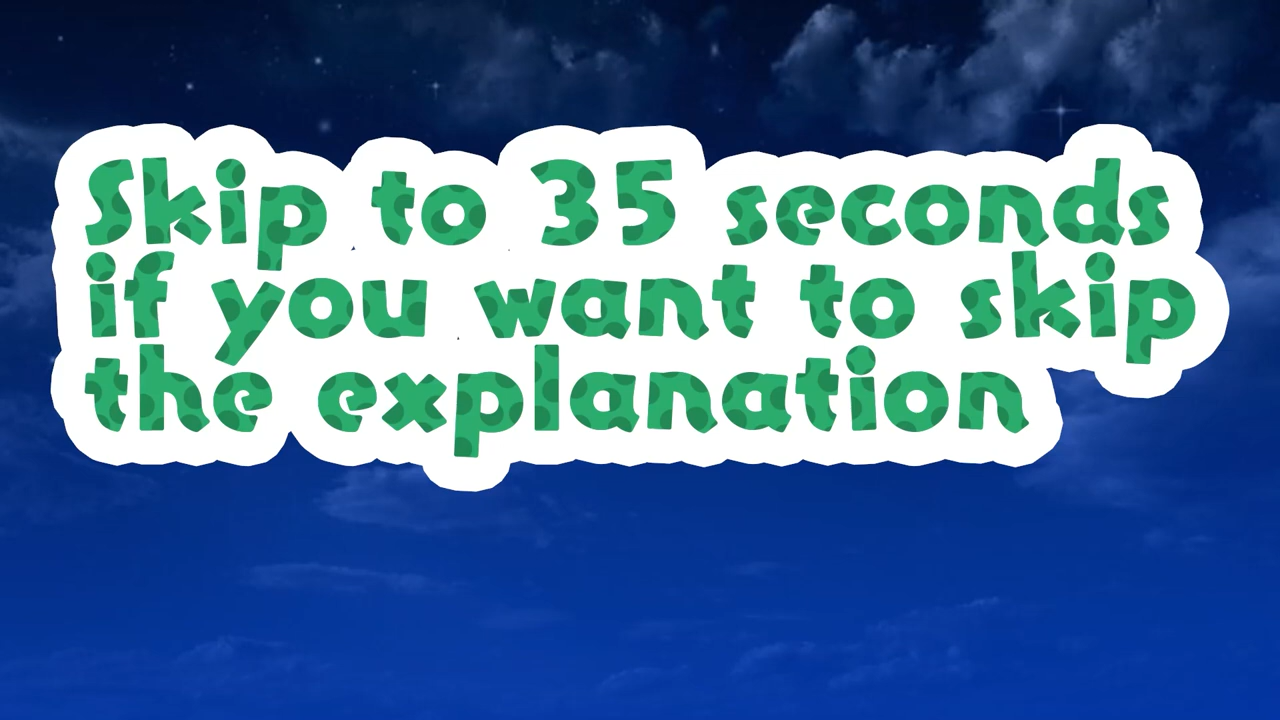 Skip to 35 seconds
if you want to skip
the explanation